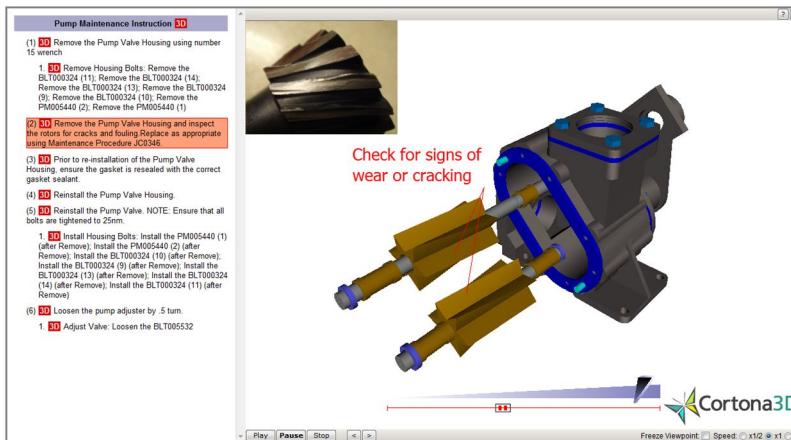 Pump Maintenance Instruction 3D
(1) 3D Remove the Pump Valve Housing using number
15 wrench
1. 3D Remove Housing Bolts: Remove the
BLT000324 (11); Remove the BLT000324 (14);
Remove the BLT000324 (13); Remove the BLT000324
(9); Remove the BLT000324 (10); Remove the
PM005440 (2); Remove the PM005440 (1)
(2) 3D Remove the Pump Valve Housing and inspect
the rotors for cracks and fouling.Replace as appropriate
using Maintenance Procedure JC0346.
(3) 3D Prior to re-installation of the Pump Valve
Housing, ensure the gasket is resealed with the correct
gasket sealant.
(4) 3D Reinstall the Pump Valve Housing.
(5) 3D Reinstall the Pump Valve. NOTE: Ensure that all
bolts are tightened to 25nm.
1. 3D Install Housing Bolts: Install the PM005440 (1)
(after Remove); Install the PM005440 (2) (after
Remove); Install the BLT000324 (10) (after Remove);
Install the BLT000324 (9) (after Remove); Install the
BLT000324 (13) (after Remove); Install the BLT000324
(14) (after Remove); Install the BLT000324 (11) (after
Remove)
(6) 3D Loosen the pump adjuster by .5 turn.
1. 3D Adjust Valve: Loosen the BLT005532
?
Check for signs of
wear or cracking
Cortona3D
Play Pause Stop < > Freeze Viewpoint: Speed: x1/2 x1